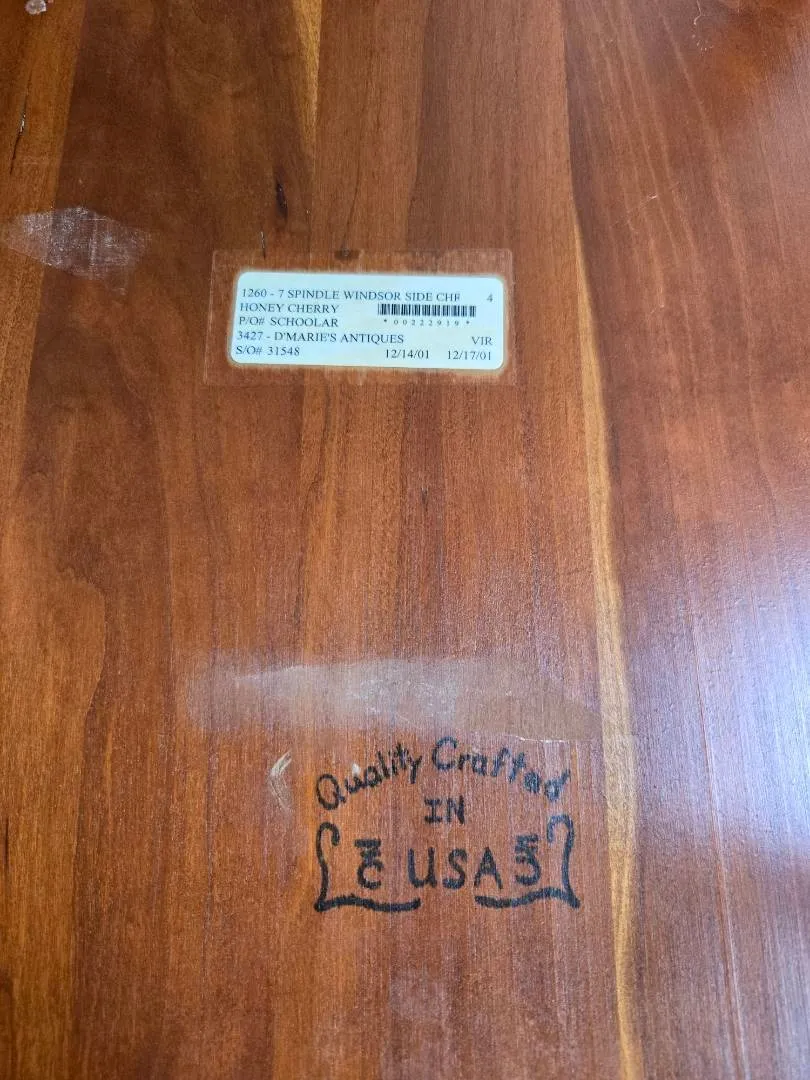 1260 - 7 SPINDLE WINDSOR SIDE CHR 4
HONEY CHERRY
P/O# SCHOOLAR *00222919*
3427 - D'MARIE'S ANTIQUES VIR
S/O# 31548 12/14/01 12/17/01
Quality Crafted
IN
USA